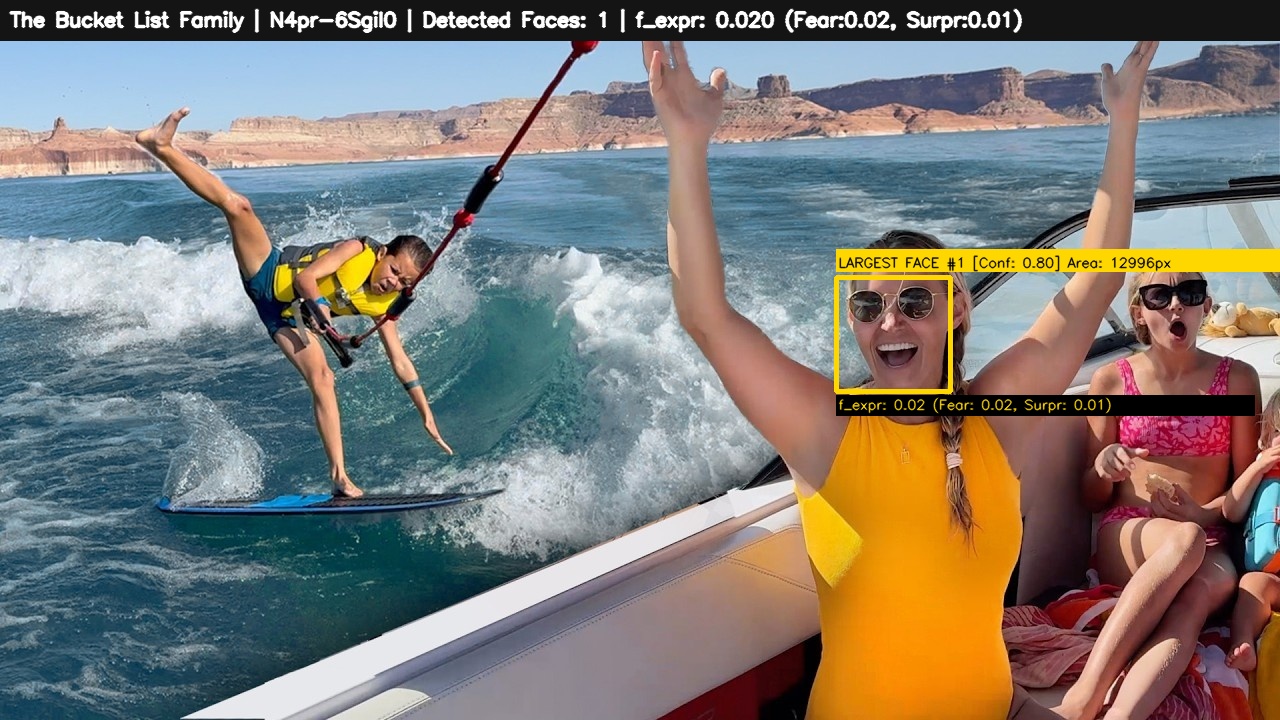 The Bucket List Family | N4pr-6SgiI0 | Detected Faces: 1 | f_expr: 0.020 (Fear:0.02, Surpr:0.01)
LARGEST FACE #1 [Conf: 0.80] Area: 12996px
f_expr: 0.02 (Fear: 0.02, Surpr: 0.01)